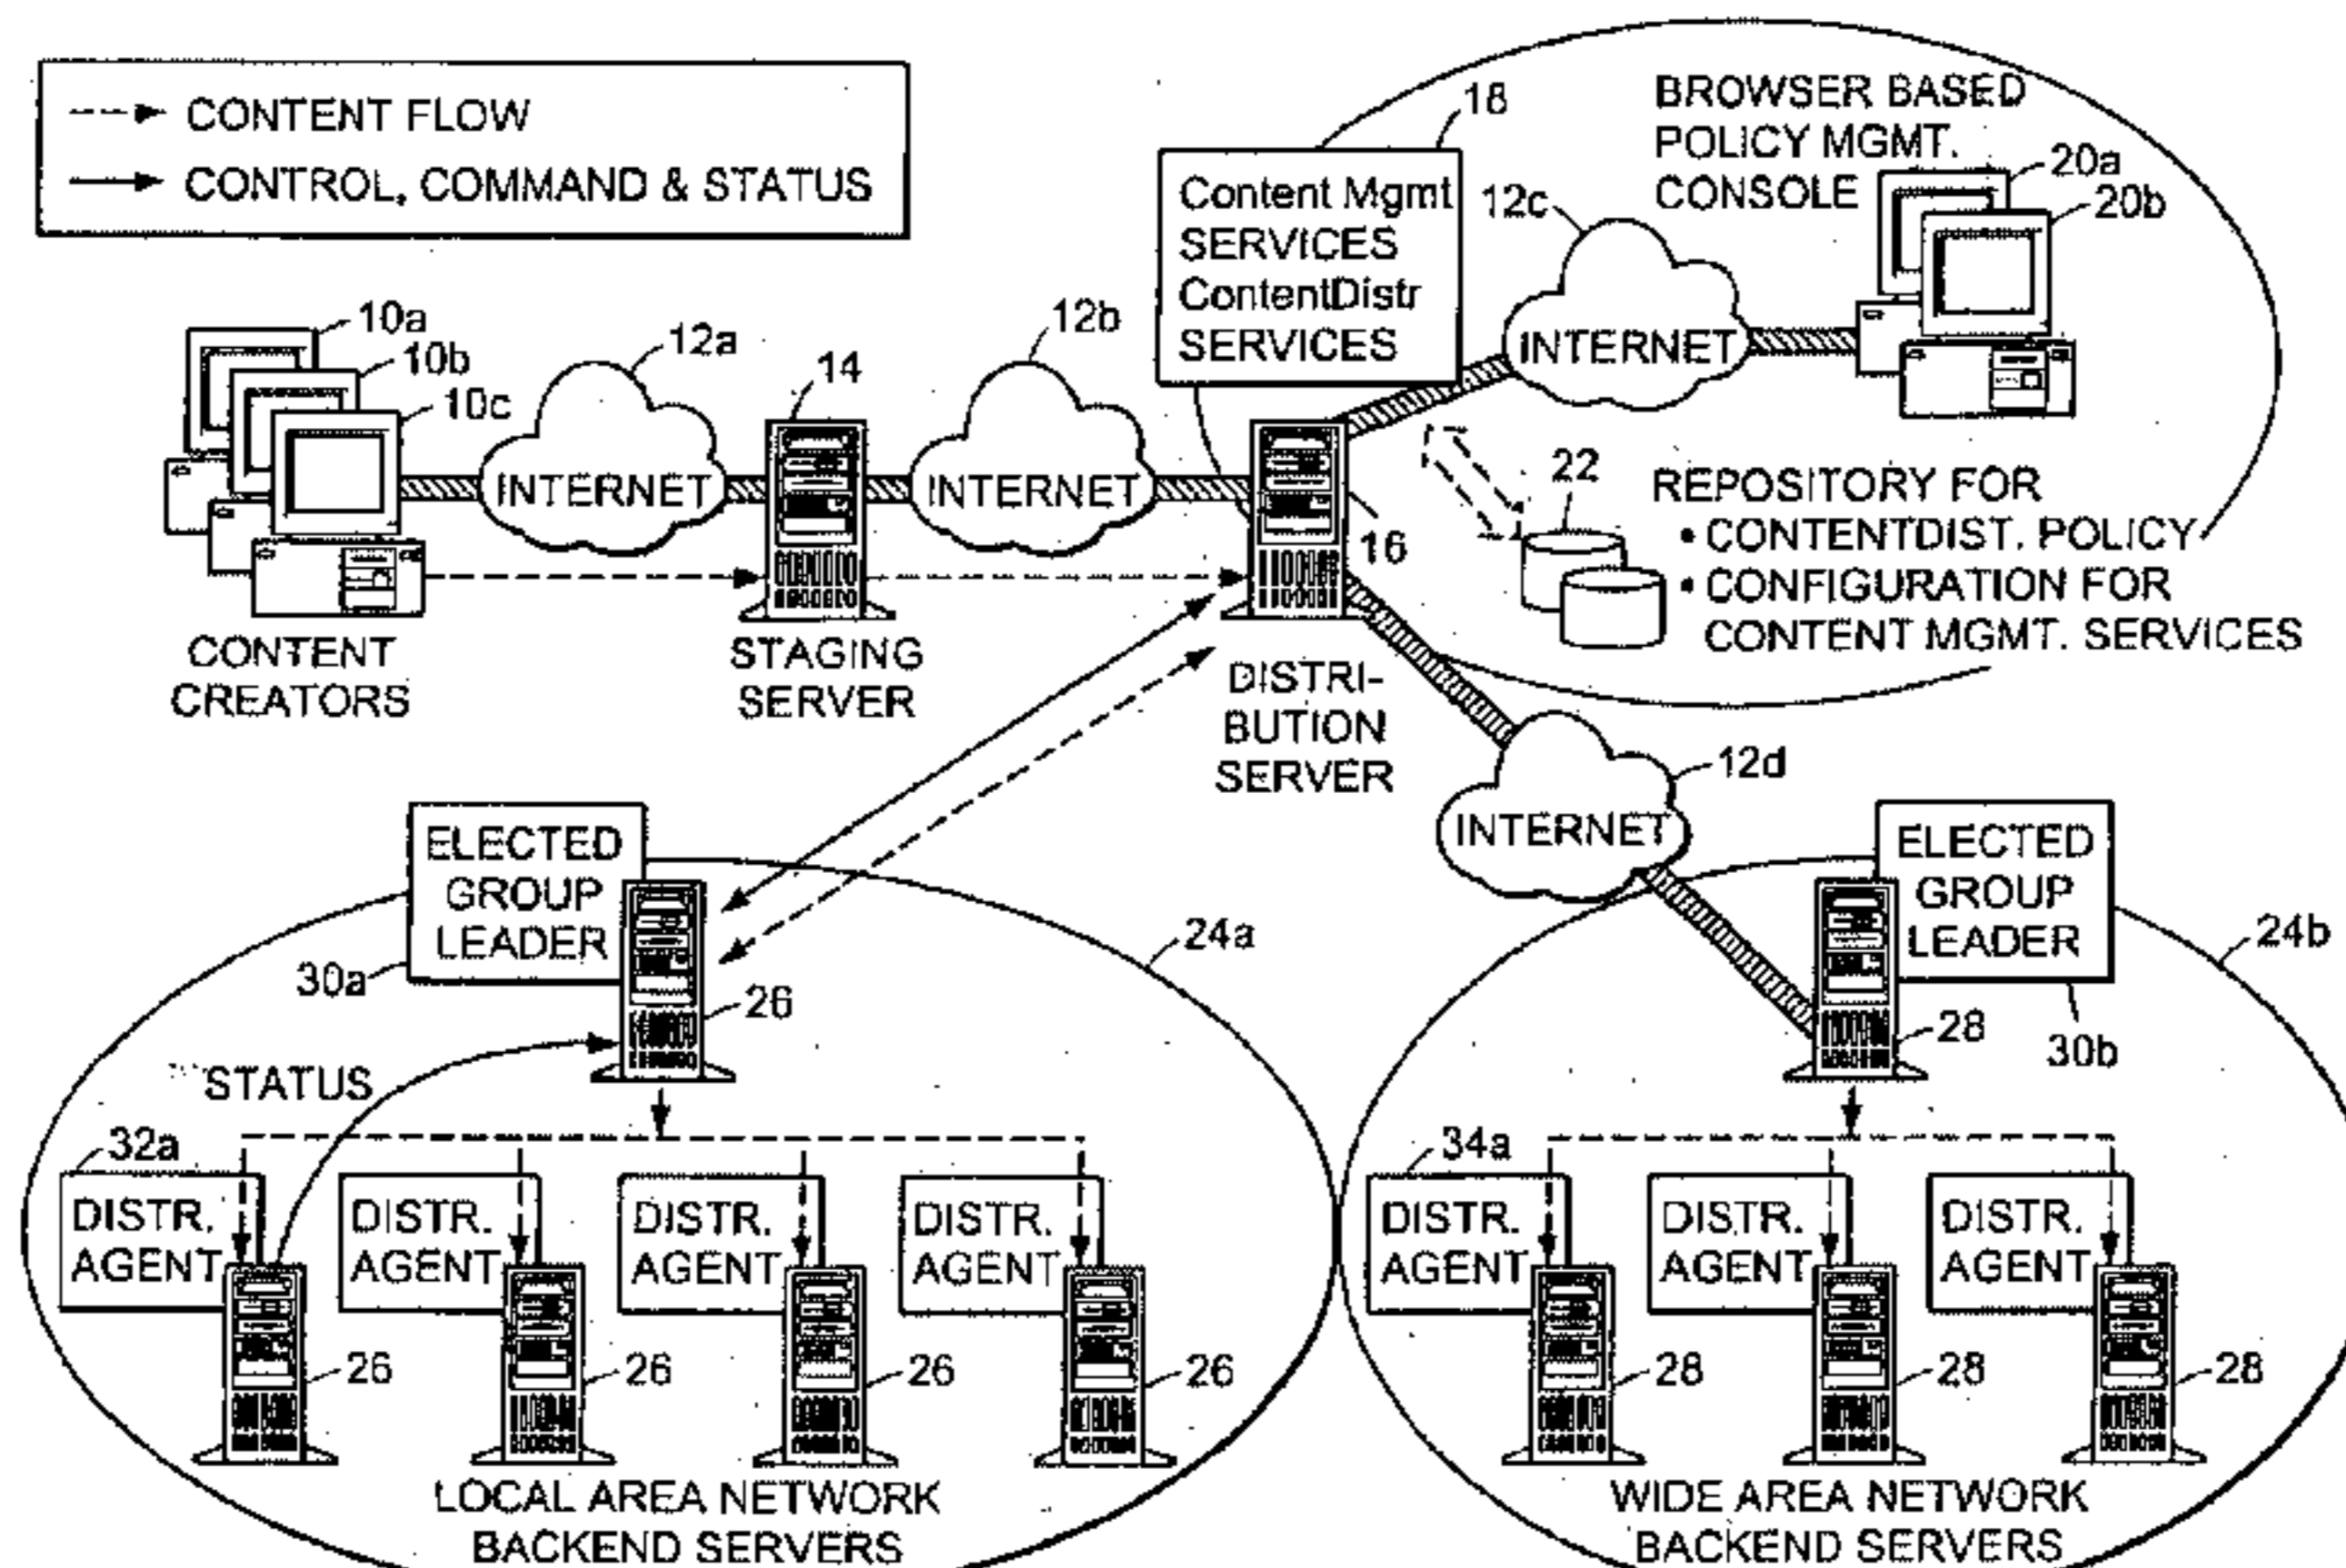 CONTENT FLOW
CONTROL, COMMAND & STATUS
18
Content Mgmt
SERVICES
ContentDistr
SERVICES
BROWSER BASED
POLICY MGMT.
CONSOLE
20a
20b
12c
INTERNET
10a
10b
10c
12a
INTERNET
14
12b
INTERNET
16
22
REPOSITORY FOR
• CONTENTDIST. POLICY
• CONFIGURATION FOR
CONTENT MGMT. SERVICES
CONTENT
CREATORS
STAGING
SERVER
DISTRI-
BUTION
SERVER
12d
INTERNET
ELECTED
GROUP
LEADER
30a
26
24a
ELECTED
GROUP
LEADER
24b
28
30b
STATUS
32a
DISTR.
AGENT
26
DISTR.
AGENT
26
DISTR.
AGENT
26
DISTR.
AGENT
26
LOCAL AREA NETWORK
BACKEND SERVERS
34a
DISTR.
AGENT
28
DISTR.
AGENT
28
DISTR.
AGENT
28
WIDE AREA NETWORK
BACKEND SERVERS